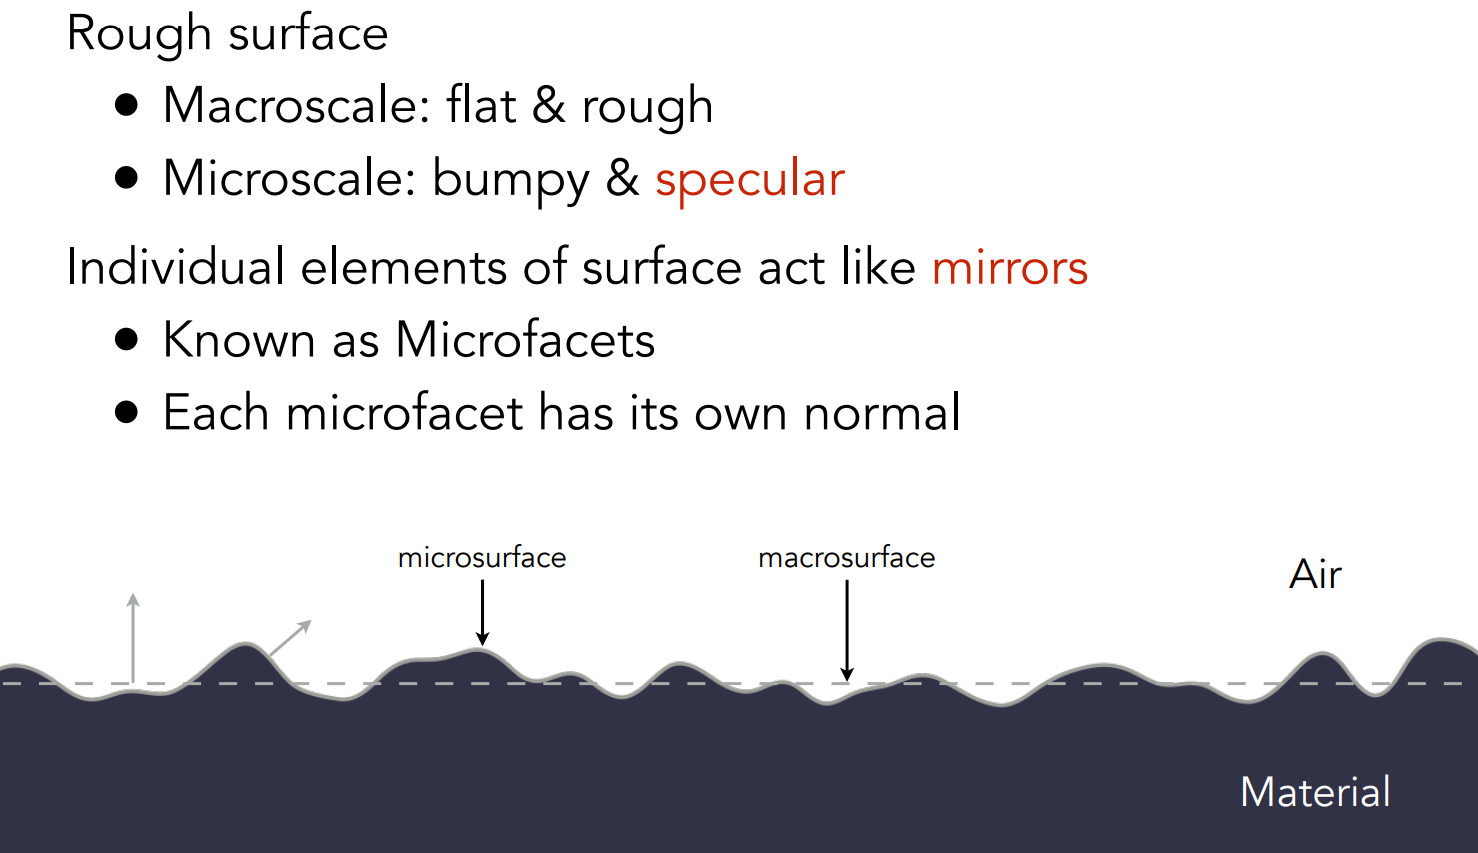 Rough surface
● Macroscale: flat & rough
● Microscale: bumpy & specular
Individual elements of surface act like mirrors
● Known as Microfacets
● Each microfacet has its own normal
microsurface
macrosurface
Air
Material